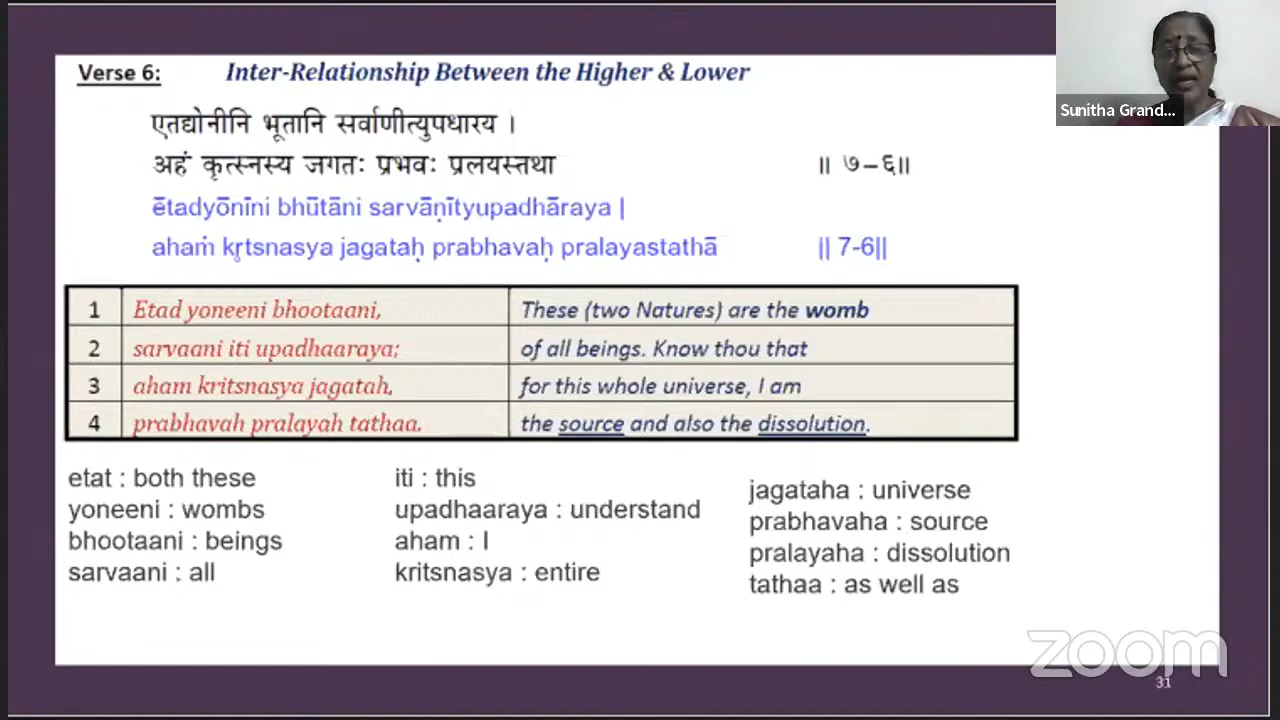 Verse 6: Inter-Relationship Between the Higher & Lower
एतद्योनीनि भूतानि सर्वाणीत्युपधारय ।
अहं कृत्स्नस्य जगतः प्रभवः प्रलयस्तथा ॥ ७-६॥
ētadyōnīni bhūtāni sarvāṇītyupadhāraya |
ahaṁ kr̥tsnasya jagataḥ prabhavaḥ pralayastathā || 7-6||
1 Etad yoneeni bhootaani, These (two Natures) are the womb
2 sarvaani iti upadhaaraya; of all beings. Know thou that
3 aham kritsnasya jagatah, for this whole universe, I am
4 prabhavah pralayah tathaa. the source and also the dissolution.
etat : both these
yoneeni : wombs
bhootaani : beings
sarvaani : all
iti : this
upadhaaraya : understand
aham : I
kritsnasya : entire
jagataha : universe
prabhavaha : source
pralayaha : dissolution
tathaa : as well as
Sunitha Grand...
zoom
31